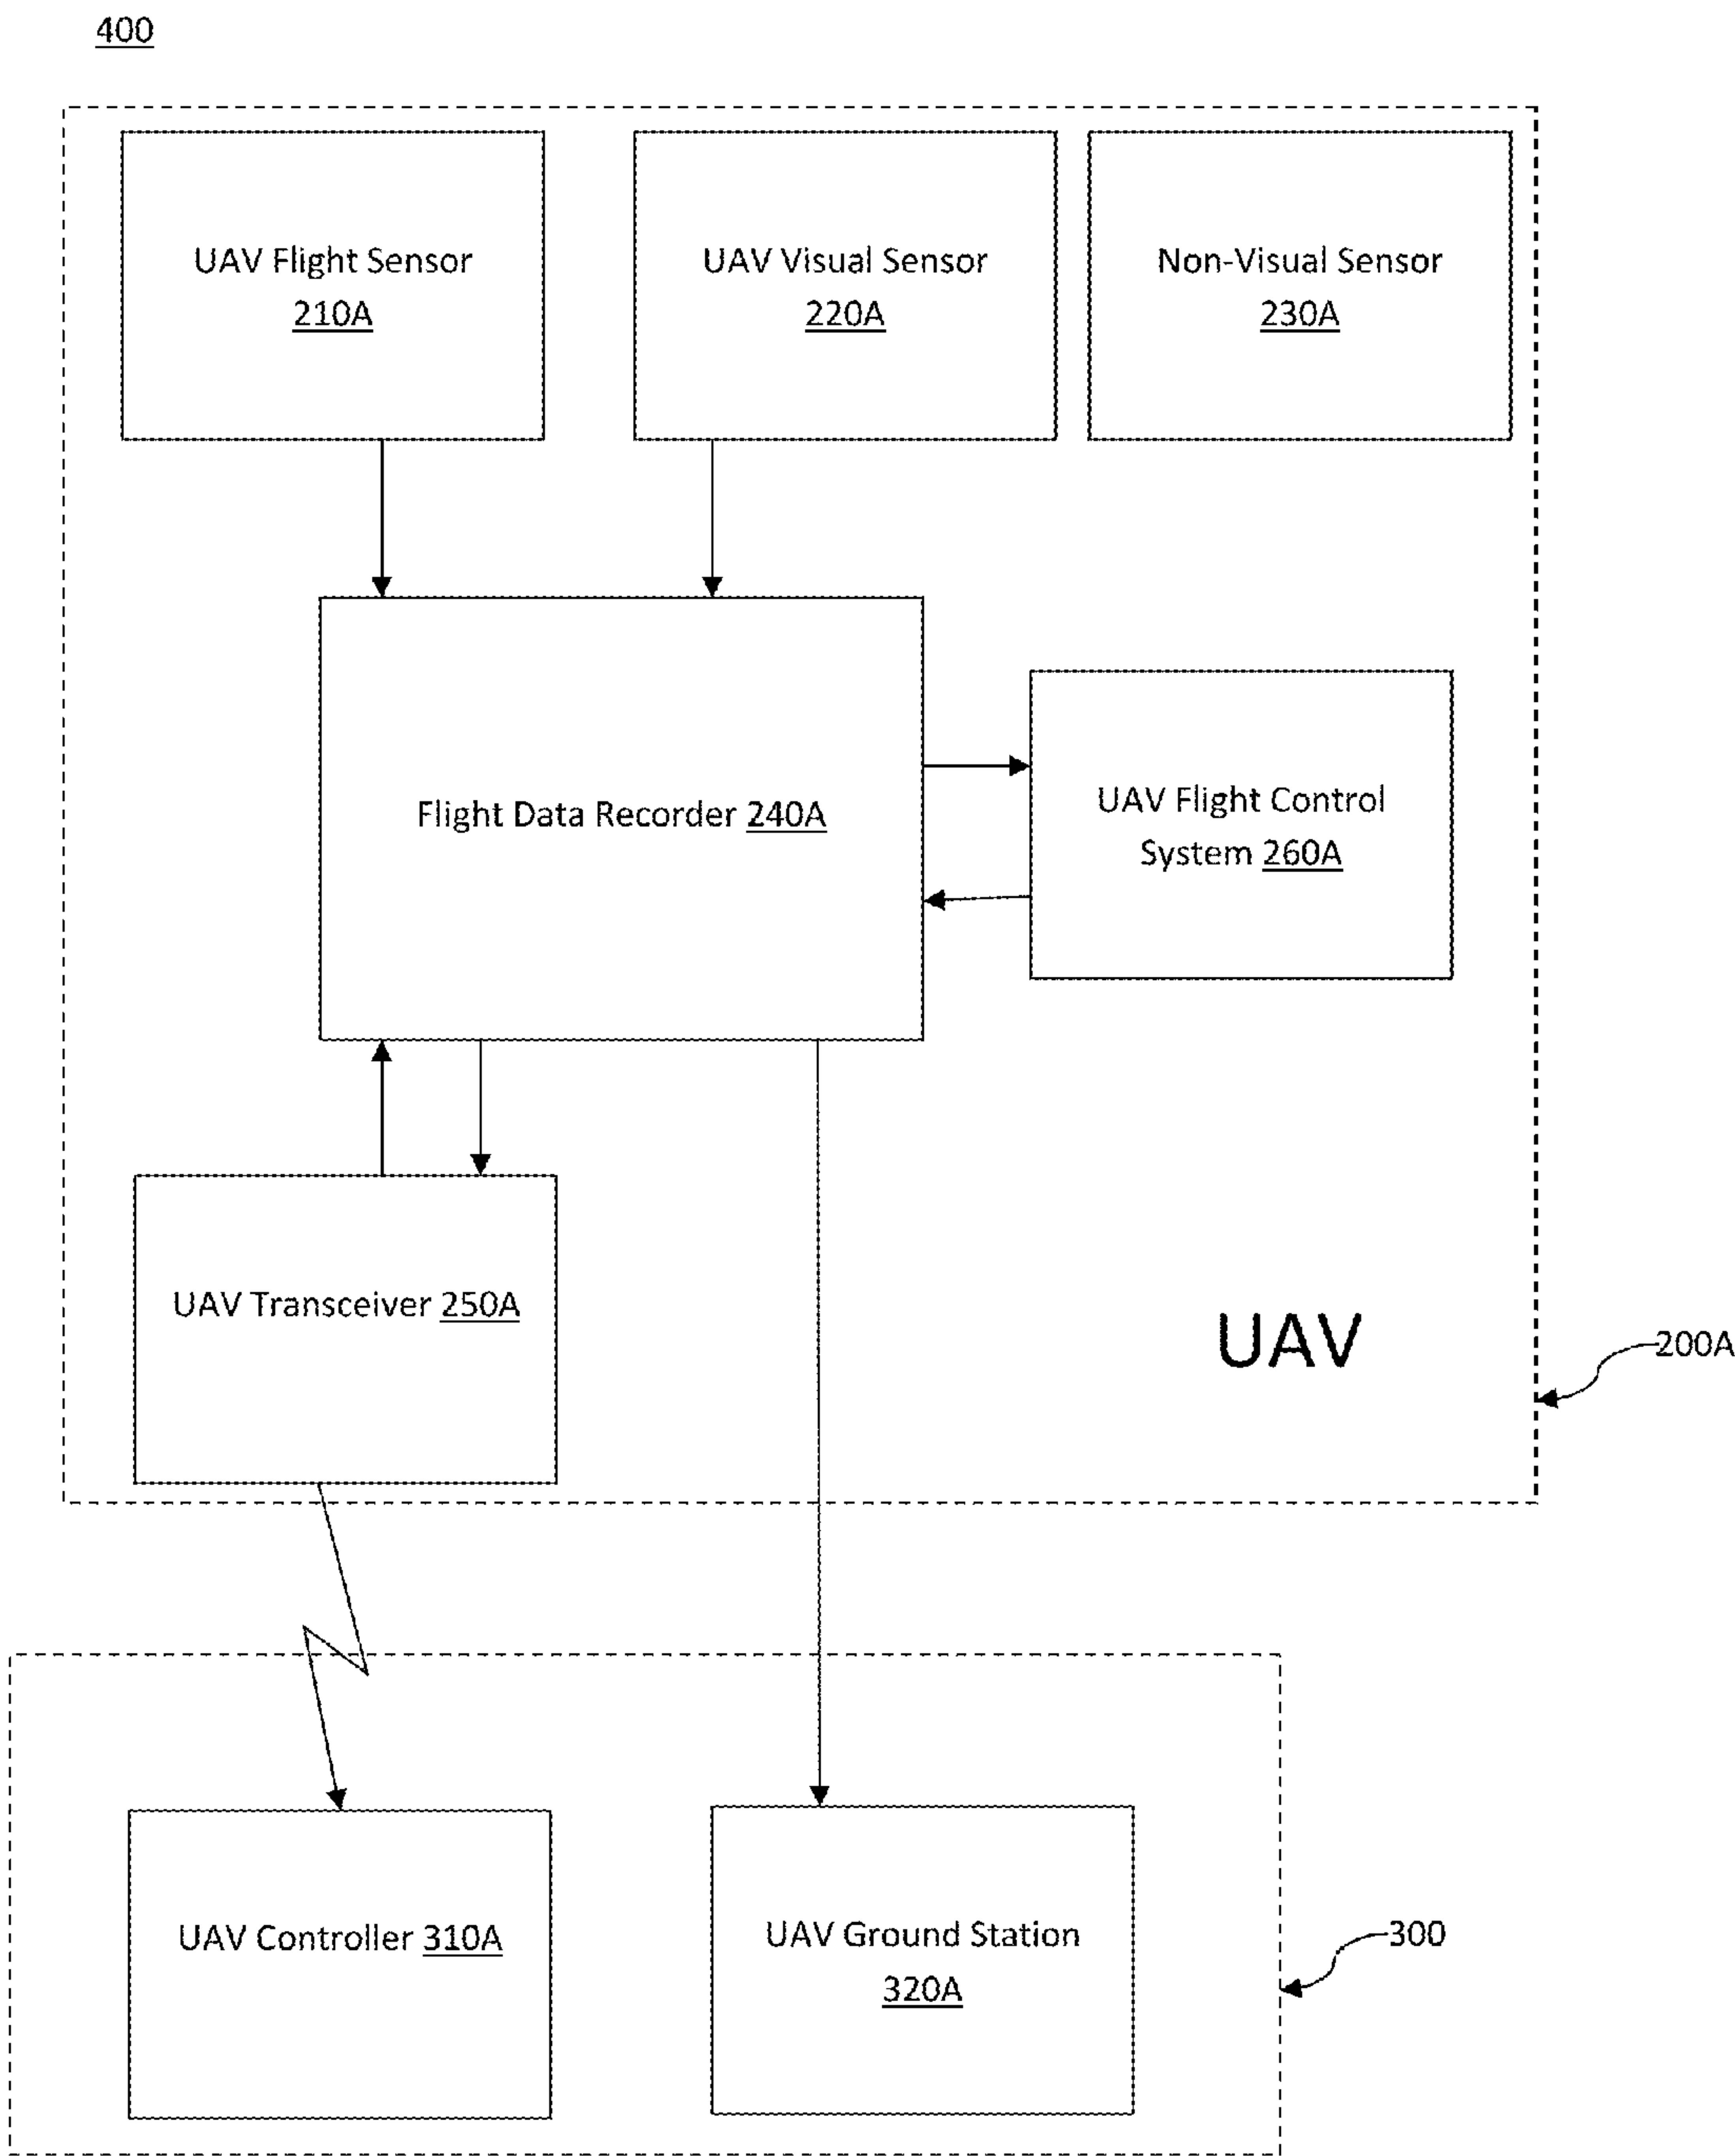 400
UAV Flight Sensor
210A
UAV Visual Sensor
220A
Non-Visual Sensor
230A
Flight Data Recorder 240A
UAV Flight Control
System 260A
UAV Transceiver 250A
UAV
200A
UAV Controller 310A
UAV Ground Station
320A
300